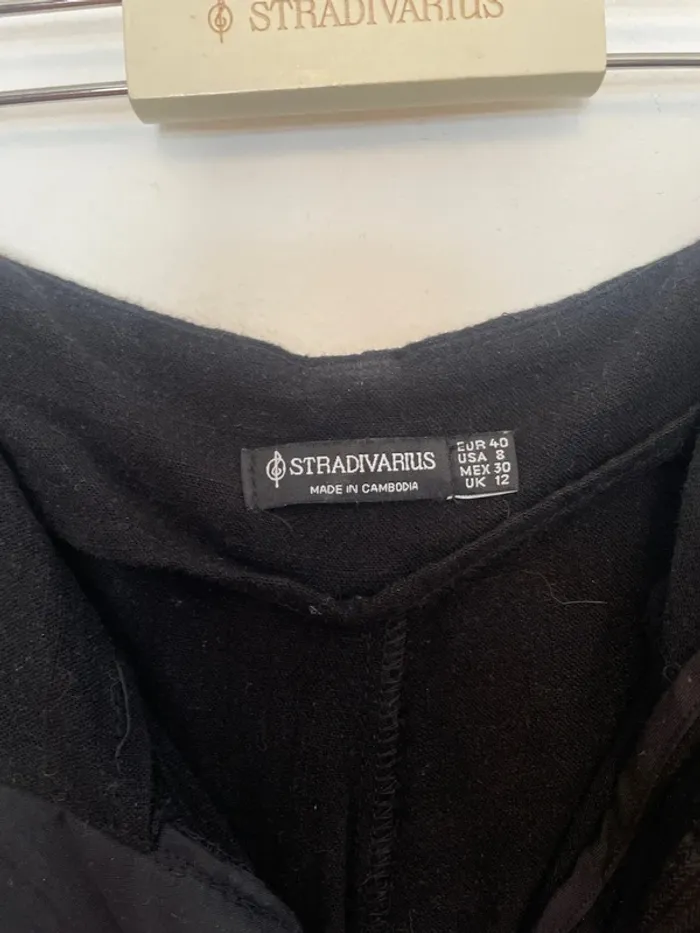 STRADIVARIUS
STRADIVARIUS
MADE IN CAMBODIA
EUR 40
USA 8
MEX 30
UK 12